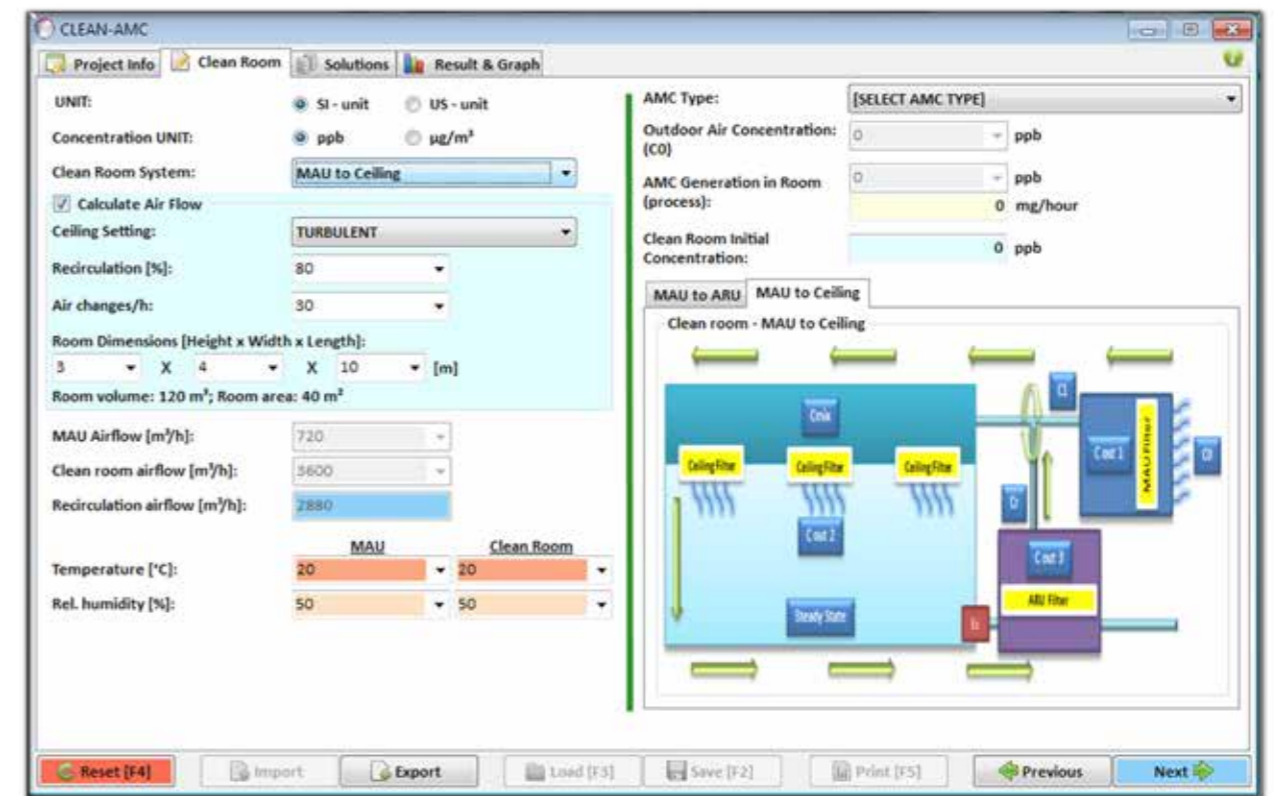 CLEAN-AMC
Project Info Clean Room Solutions Result & Graph
UNIT: SI - unit US - unit
Concentration UNIT: ppb µg/m³
Clean Room System: MAU to Ceiling
Calculate Air Flow
Ceiling Setting: TURBULENT
Recirculation [%]: 80
Air changes/h: 30
Room Dimensions [Height x Width x Length]:
3 X 4 X 10 [m]
Room volume: 120 m³; Room area: 40 m²
MAU Airflow [m³/h]: 720
Clean room airflow [m³/h]: 3600
Recirculation airflow [m³/h]: 2880
MAU Clean Room
Temperature [°C]: 20 20
Rel. humidity [%]: 50 50
AMC Type: [SELECT AMC TYPE]
Outdoor Air Concentration: 0 ppb
(C0)
AMC Generation in Room 0 ppb
(process): 0 mg/hour
Clean Room Initial 0 ppb
Concentration:
MAU to ARU MAU to Ceiling
Clean room - MAU to Ceiling
Cmix
C1
Ceiling Filter Ceiling Filter Ceiling Filter
C out 1
MAU Filter
C0
Cr
C out 2
C out 3
ARU Filter
Steady State
Reset [F4] Import Export Load [F3] Save [F2] Print [F5] Previous Next